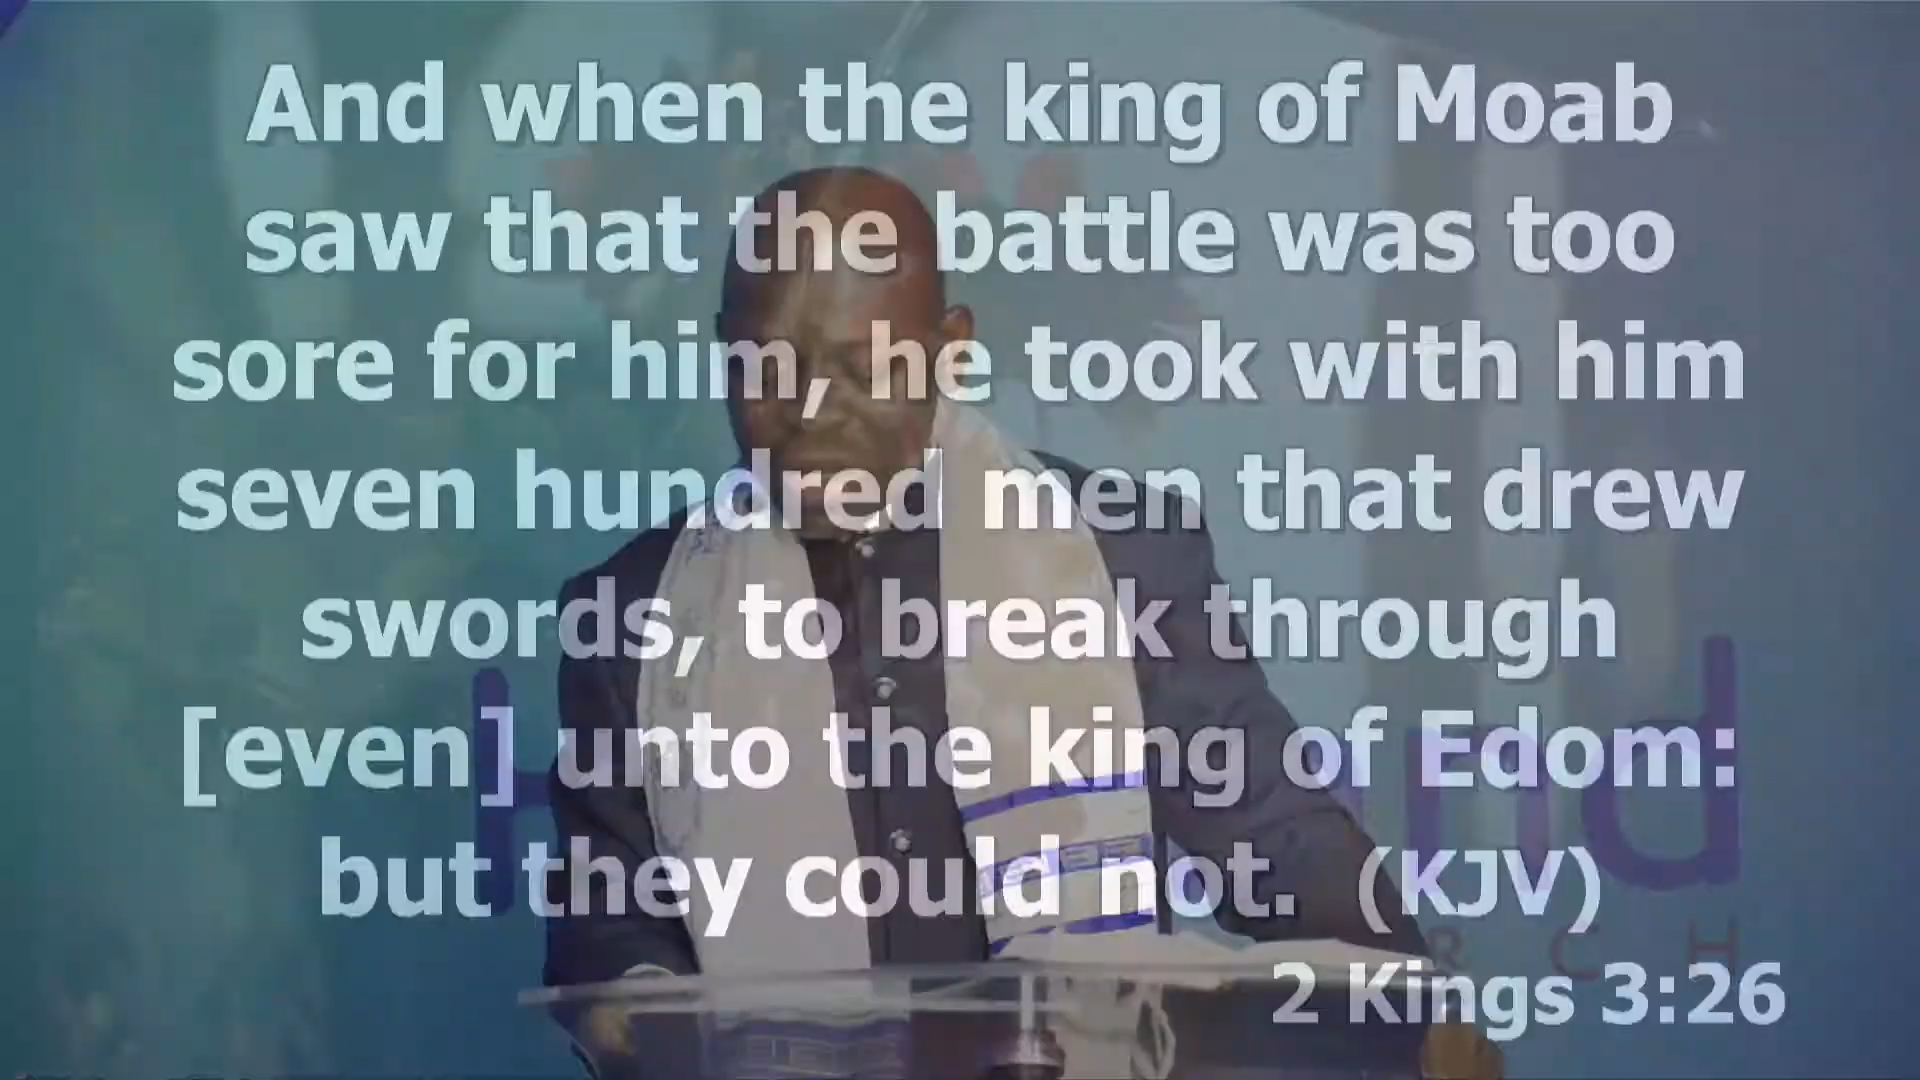 And when the king of Moab
saw that the battle was too
sore for him, he took with him
seven hundred men that drew
swords, to break through
[even] unto the king of Edom:
but they could not. (KJV)
2 Kings 3:26